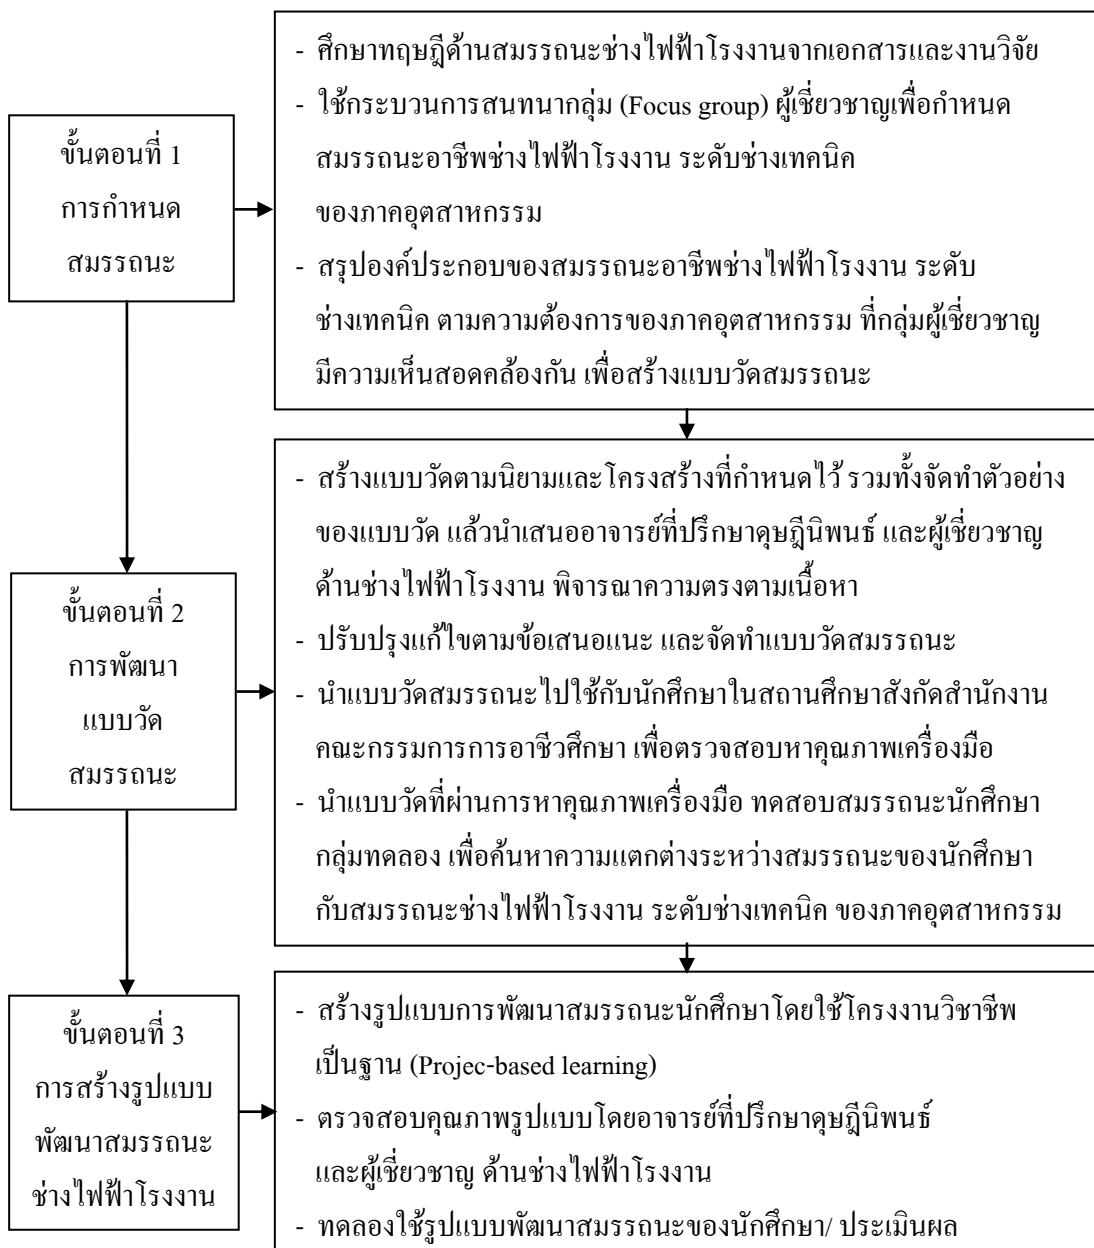 ขั้นตอนที่ 1
การกำหนด
สมรรถนะ
- ศึกษาทฤษฎีด้านสมรรถนะช่างไฟฟ้าโรงงานจากเอกสารและงานวิจัย
- ใช้กระบวนการสนทนากลุ่ม (Focus group) ผู้เชี่ยวชาญเพื่อกำหนด
สมรรถนะอาชีพช่างไฟฟ้าโรงงาน ระดับช่างเทคนิค
ของภาคอุตสาหกรรม
- สรุปองค์ประกอบของสมรรถนะอาชีพช่างไฟฟ้าโรงงาน ระดับ
ช่างเทคนิค ตามความต้องการของภาคอุตสาหกรรม ที่กลุ่มผู้เชี่ยวชาญ
มีความเห็นสอดคล้องกัน เพื่อสร้างแบบวัดสมรรถนะ
ขั้นตอนที่ 2
การพัฒนา
แบบวัด
สมรรถนะ
- สร้างแบบวัดตามนิยามและโครงสร้างที่กำหนดไว้ รวมทั้งจัดทำตัวอย่าง
ของแบบวัด แล้วนำเสนออาจารย์ที่ปรึกษาดุษฎีนิพนธ์ และผู้เชี่ยวชาญ
ด้านช่างไฟฟ้าโรงงาน พิจารณาความตรงตามเนื้อหา
- ปรับปรุงแก้ไขตามข้อเสนอแนะ และจัดทำแบบวัดสมรรถนะ
- นำแบบวัดสมรรถนะไปใช้กับนักศึกษาในสถานศึกษาสังกัดสำนักงาน
คณะกรรมการการอาชีวศึกษา เพื่อตรวจสอบหาคุณภาพเครื่องมือ
- นำแบบวัดที่ผ่านการหาคุณภาพเครื่องมือ ทดสอบสมรรถนะนักศึกษา
กลุ่มทดลอง เพื่อค้นหาความแตกต่างระหว่างสมรรถนะของนักศึกษา
กับสมรรถนะช่างไฟฟ้าโรงงาน ระดับช่างเทคนิค ของภาคอุตสาหกรรม
ขั้นตอนที่ 3
การสร้างรูปแบบ
พัฒนาสมรรถนะ
ช่างไฟฟ้าโรงงาน
- สร้างรูปแบบการพัฒนาสมรรถนะนักศึกษาโดยใช้โครงงานวิชาชีพ
เป็นฐาน (Projec-based learning)
- ตรวจสอบคุณภาพรูปแบบโดยอาจารย์ที่ปรึกษาดุษฎีนิพนธ์
และผู้เชี่ยวชาญ ด้านช่างไฟฟ้าโรงงาน
- ทดลองใช้รูปแบบพัฒนาสมรรถนะของนักศึกษา/ ประเมินผล